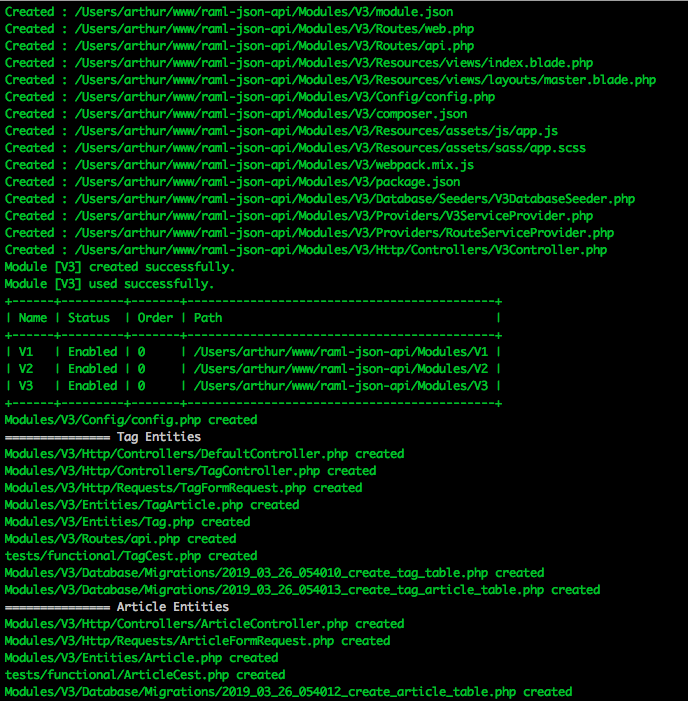 Created : /Users/arthur/www/raml-json-api/Modules/V3/module.json
Created : /Users/arthur/www/raml-json-api/Modules/V3/Routes/web.php
Created : /Users/arthur/www/raml-json-api/Modules/V3/Routes/api.php
Created : /Users/arthur/www/raml-json-api/Modules/V3/Resources/views/index.blade.php
Created : /Users/arthur/www/raml-json-api/Modules/V3/Resources/views/layouts/master.blade.php
Created : /Users/arthur/www/raml-json-api/Modules/V3/Config/config.php
Created : /Users/arthur/www/raml-json-api/Modules/V3/composer.json
Created : /Users/arthur/www/raml-json-api/Modules/V3/Resources/assets/js/app.js
Created : /Users/arthur/www/raml-json-api/Modules/V3/Resources/assets/sass/app.scss
Created : /Users/arthur/www/raml-json-api/Modules/V3/webpack.mix.js
Created : /Users/arthur/www/raml-json-api/Modules/V3/package.json
Created : /Users/arthur/www/raml-json-api/Modules/V3/Database/Seeders/V3DatabaseSeeder.php
Created : /Users/arthur/www/raml-json-api/Modules/V3/Providers/V3ServiceProvider.php
Created : /Users/arthur/www/raml-json-api/Modules/V3/Providers/RouteServiceProvider.php
Created : /Users/arthur/www/raml-json-api/Modules/V3/Http/Controllers/V3Controller.php
Module [V3] created successfully.
Module [V3] used successfully.
+------+---------+-------+--------------------------------------------+
| Name | Status  | Order | Path                                       |
+------+---------+-------+--------------------------------------------+
| V1   | Enabled | 0     | /Users/arthur/www/raml-json-api/Modules/V1 |
| V2   | Enabled | 0     | /Users/arthur/www/raml-json-api/Modules/V2 |
| V3   | Enabled | 0     | /Users/arthur/www/raml-json-api/Modules/V3 |
+------+---------+-------+--------------------------------------------+
Modules/V3/Config/config.php created
=============== Tag Entities
Modules/V3/Http/Controllers/DefaultController.php created
Modules/V3/Http/Controllers/TagController.php created
Modules/V3/Http/Requests/TagFormRequest.php created
Modules/V3/Entities/TagArticle.php created
Modules/V3/Entities/Tag.php created
Modules/V3/Routes/api.php created
tests/functional/TagCest.php created
Modules/V3/Database/Migrations/2019_03_26_054010_create_tag_table.php created
Modules/V3/Database/Migrations/2019_03_26_054013_create_tag_article_table.php created
=============== Article Entities
Modules/V3/Http/Controllers/ArticleController.php created
Modules/V3/Http/Requests/ArticleFormRequest.php created
Modules/V3/Entities/Article.php created
tests/functional/ArticleCest.php created
Modules/V3/Database/Migrations/2019_03_26_054012_create_article_table.php created